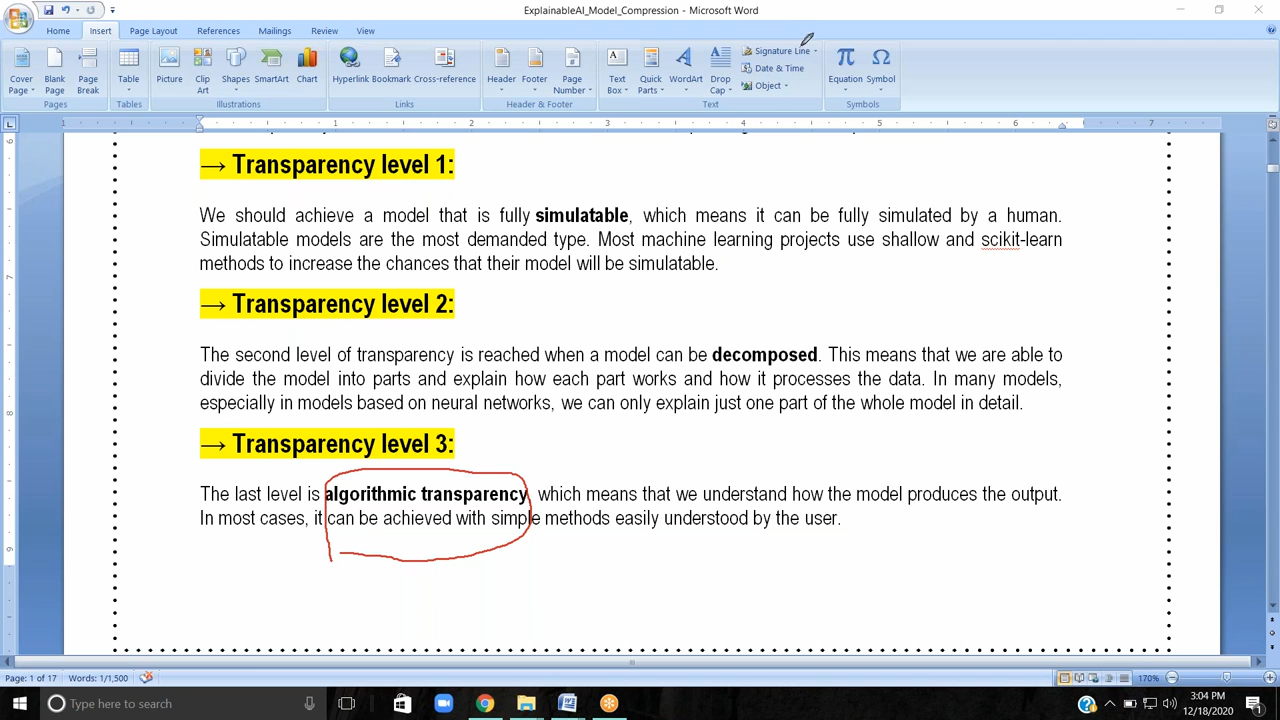 ExplainableAI_Model_Compression - Microsoft Word
Home Insert Page Layout References Mailings Review View
Cover Page Blank Page Page Break Table Picture Clip Art Shapes SmartArt Chart Hyperlink Bookmark Cross-reference Header Footer Page Number Text Box Quick Parts WordArt Drop Cap Signature Line Date & Time Object Equation Symbol
Pages Tables Illustrations Links Header & Footer Text Symbols
1 1 2 3 4 5 6 7
→ Transparency level 1:
We should achieve a model that is fully simulatable, which means it can be fully simulated by a human.
Simulatable models are the most demanded type. Most machine learning projects use shallow and scikit-learn
methods to increase the chances that their model will be simulatable.
→ Transparency level 2:
The second level of transparency is reached when a model can be decomposed. This means that we are able to
divide the model into parts and explain how each part works and how it processes the data. In many models,
especially in models based on neural networks, we can only explain just one part of the whole model in detail.
→ Transparency level 3:
The last level is algorithmic transparency which means that we understand how the model produces the output.
In most cases, it can be achieved with simple methods easily understood by the user.
Page: 1 of 17 Words: 1/1,500 170%
Type here to search
3:04 PM
12/18/2020